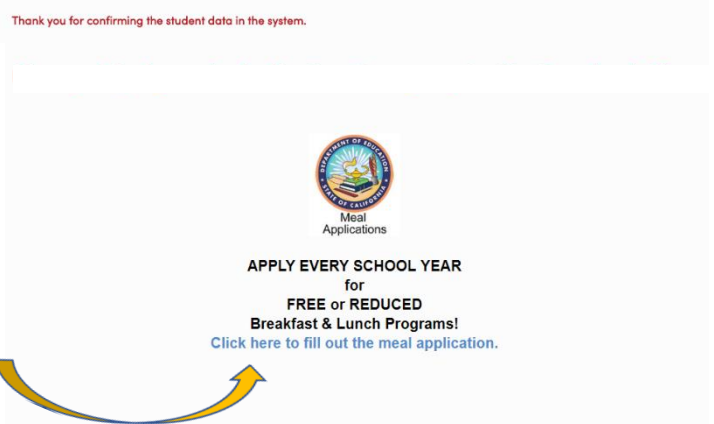 Thank you for confirming the student data in the system.
DEPARTMENT OF EDUCATION
STATE OF CALIFORNIA
Meal
Applications
APPLY EVERY SCHOOL YEAR
for
FREE or REDUCED
Breakfast & Lunch Programs!
Click here to fill out the meal application.